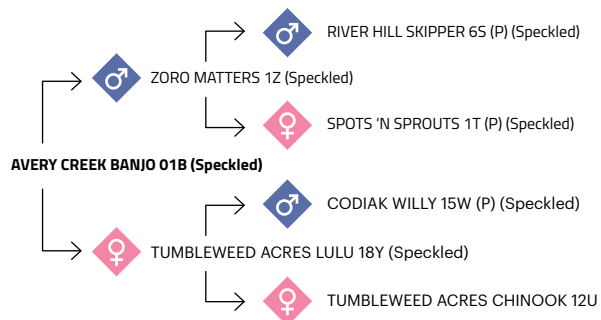 RIVER HILL SKIPPER 6S (P) (Speckled)
ZORO MATTERS 1Z (Speckled)
SPOTS ’N SPROUTS 1T (P) (Speckled)
AVERY CREEK BANJO 01B (Speckled)
CODIAK WILLY 15W (P) (Speckled)
TUMBLEWEED ACRES LULU 18Y (Speckled)
TUMBLEWEED ACRES CHINOOK 12U